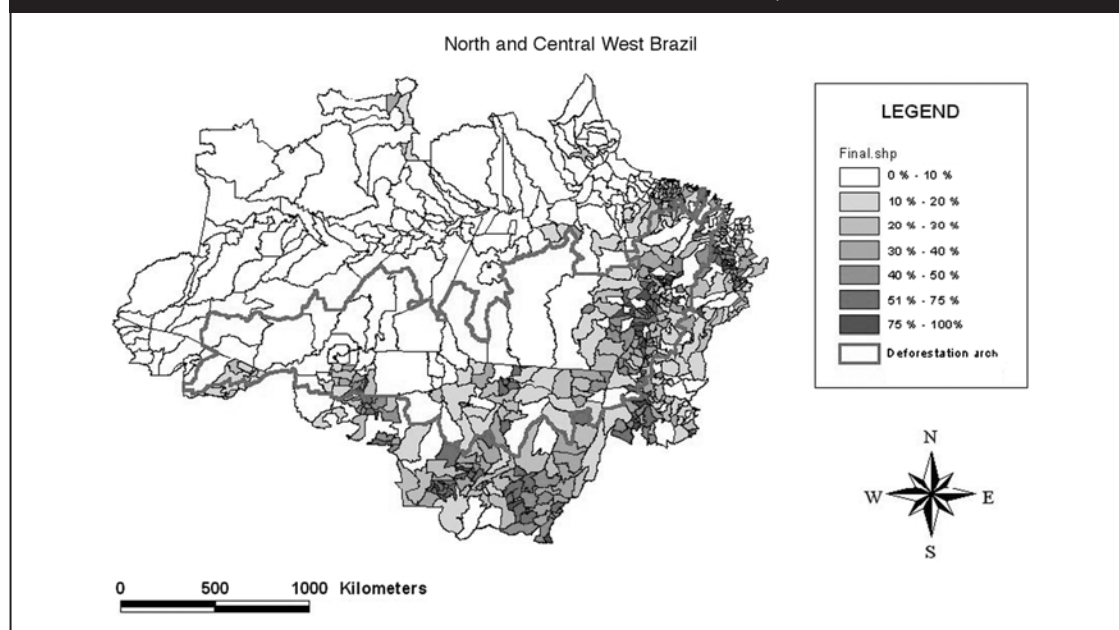 North and Central West Brazil
LEGEND
Final.shp
0 % - 10 %
10 % - 20 %
20 % - 30 %
30 % - 40 %
40 % - 50 %
51 % - 75 %
75 % - 100%
Deforestation arch
N
W E
S
0 500 1000 Kilometers